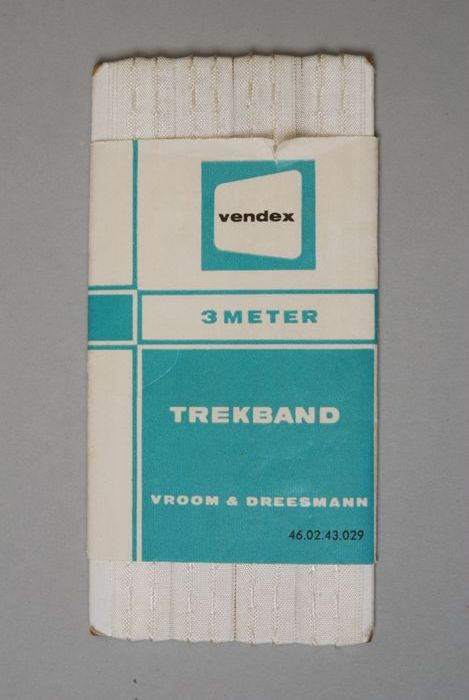 vendex
3 METER
TREKBAND
VROOM & DREESMANN
46.02.43.029